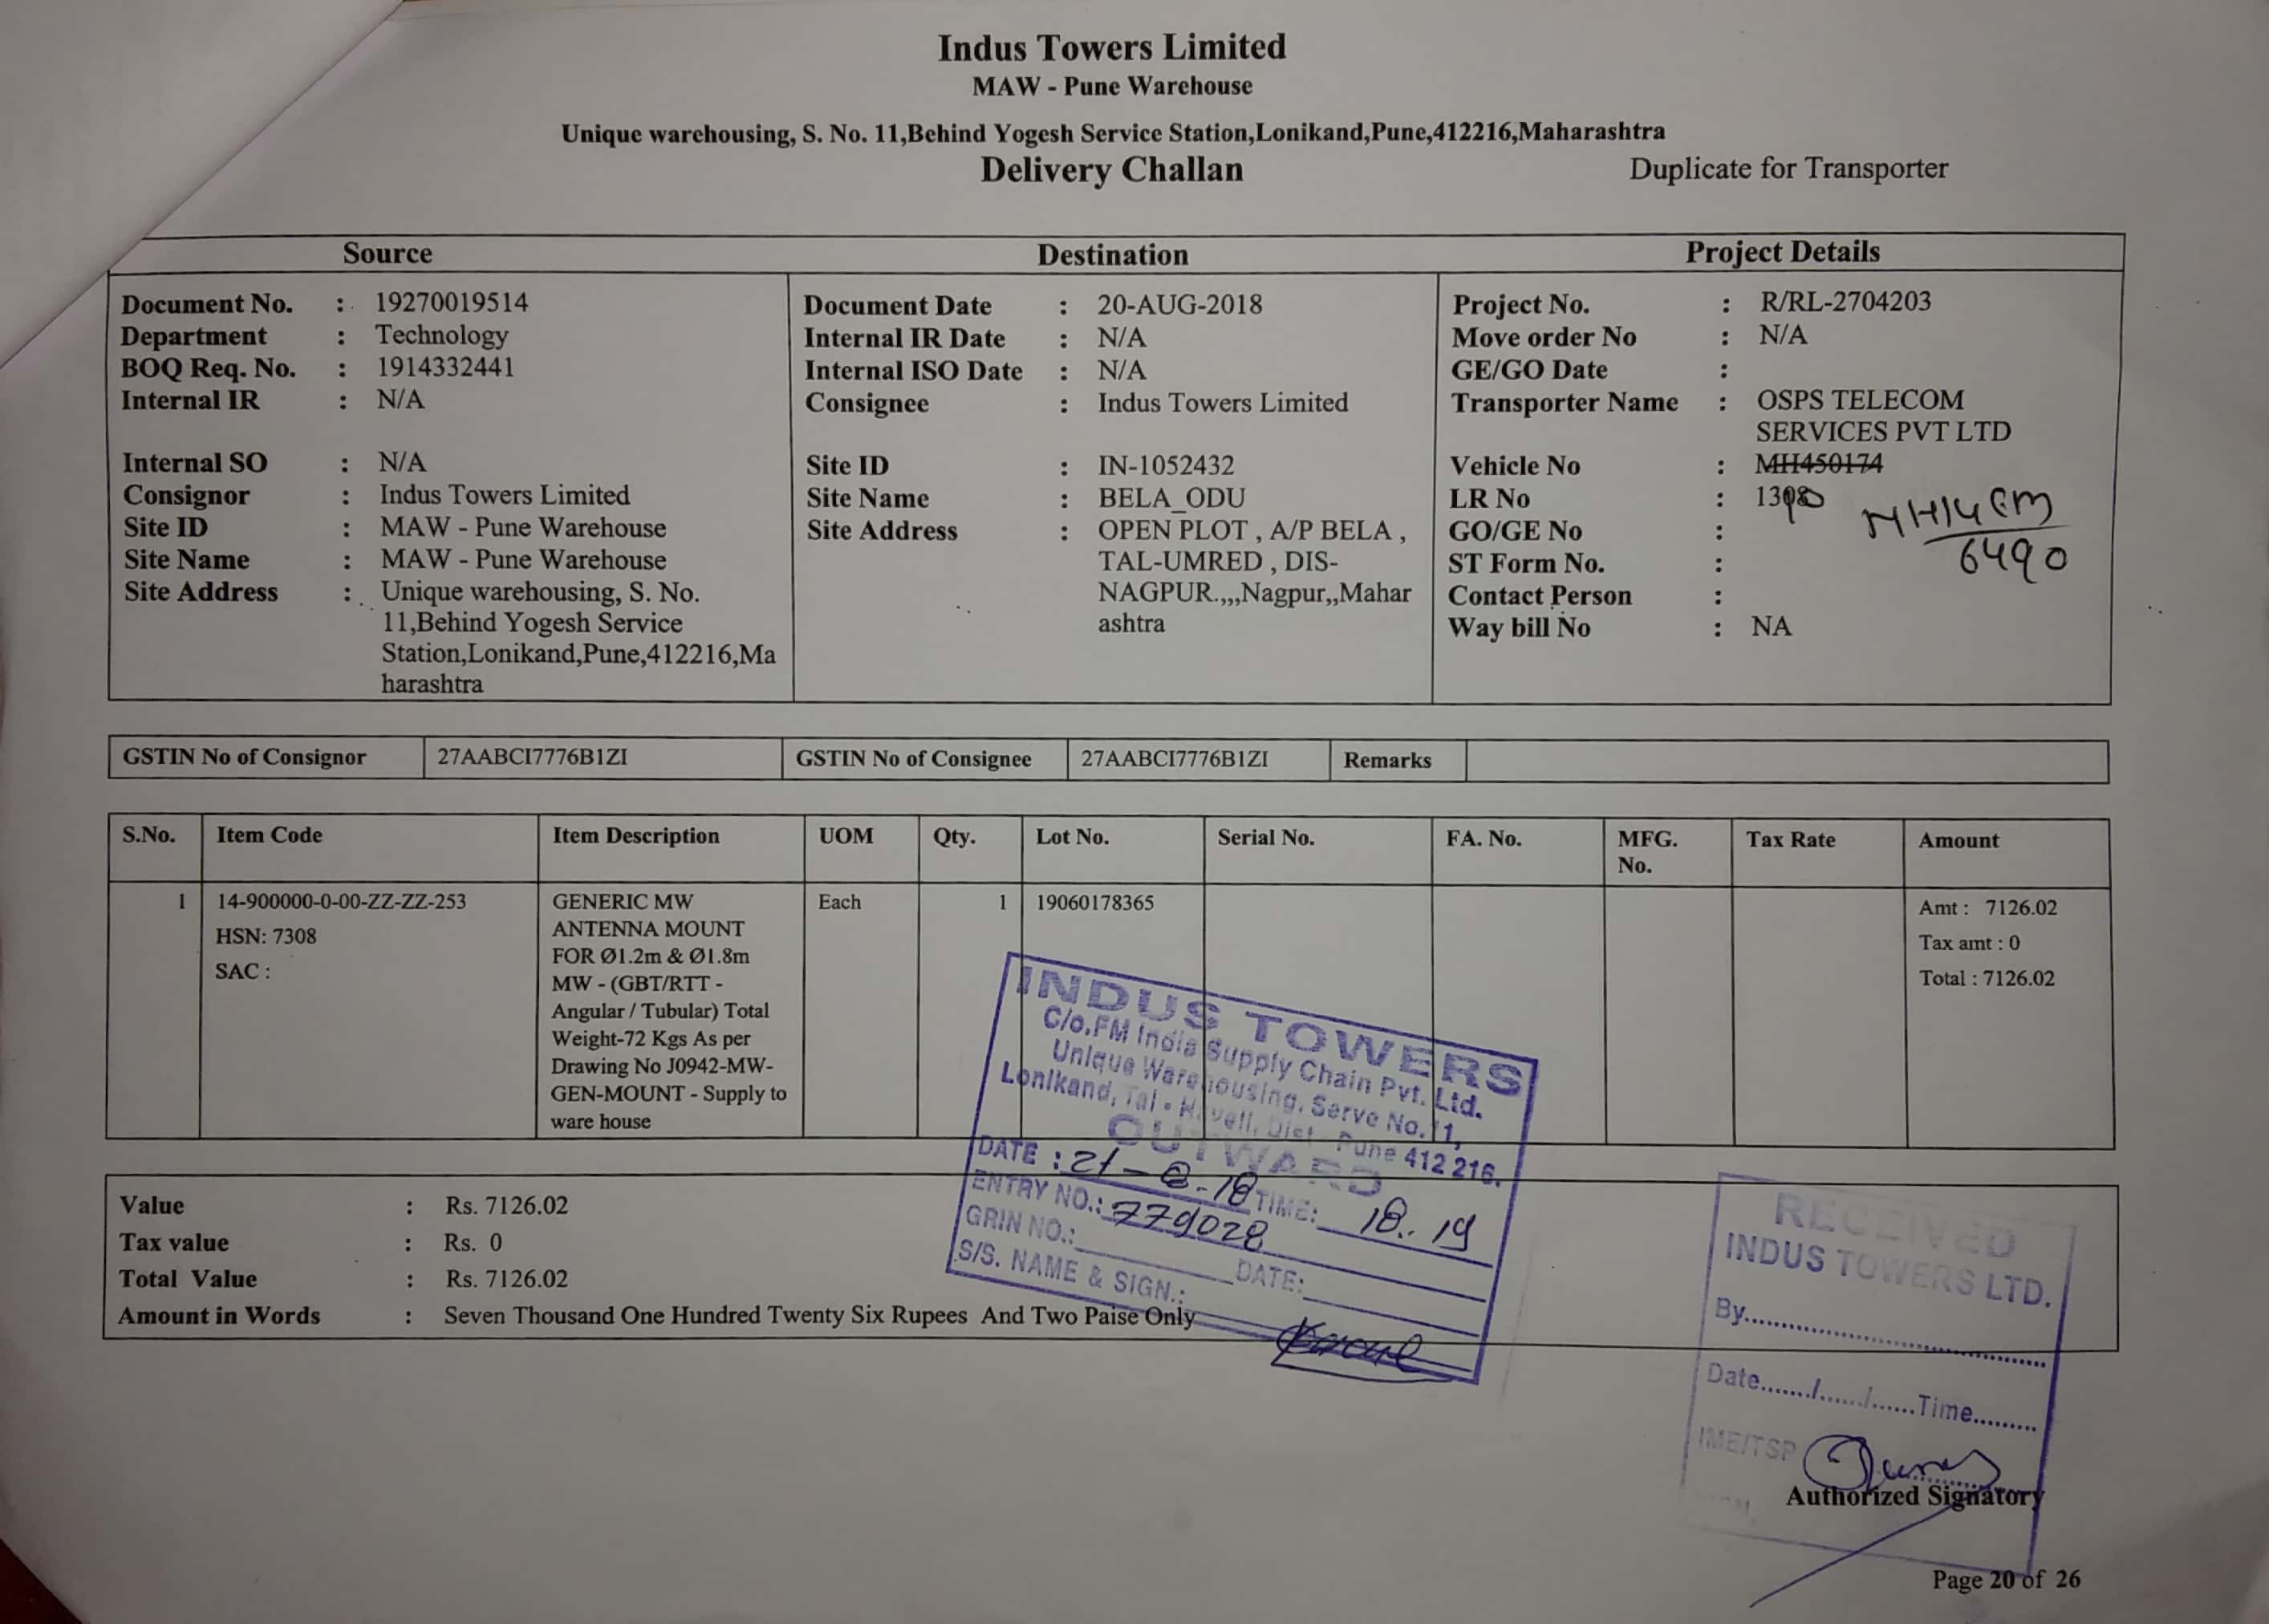 Indus Towers Limited
MAW - Pune Warehouse
Unique warehousing, S. No. 11,Behind Yogesh Service Station,Lonikand,Pune,412216,Maharashtra
Delivery Challan Duplicate for Transporter
Source Destination Project Details
Document No. : 19270019514
Department : Technology
BOQ Req. No. : 1914332441
Internal IR : N/A
Internal SO : N/A
Consignor : Indus Towers Limited
Site ID : MAW - Pune Warehouse
Site Name : MAW - Pune Warehouse
Site Address : Unique warehousing, S. No.
11,Behind Yogesh Service
Station,Lonikand,Pune,412216,Ma
harashtra
Document Date : 20-AUG-2018
Internal IR Date : N/A
Internal ISO Date : N/A
Consignee : Indus Towers Limited
Site ID : IN-1052432
Site Name : BELA_ODU
Site Address : OPEN PLOT , A/P BELA ,
TAL-UMRED , DIS-
NAGPUR.,,,Nagpur,,Mahar
ashtra
Project No. : R/RL-2704203
Move order No : N/A
GE/GO Date :
Transporter Name : OSPS TELECOM
SERVICES PVT LTD
Vehicle No : MH450174
LR No :
GO/GE No :
ST Form No. :
Contact Person :
Way bill No : NA
6490
GSTIN No of Consignor 27AABCI7776B1ZI GSTIN No of Consignee 27AABCI7776B1ZI Remarks
S.No. Item Code Item Description UOM Qty. Lot No. Serial No. FA. No. MFG. No. Tax Rate Amount
1 14-900000-0-00-ZZ-ZZ-253
HSN: 7308
SAC :
GENERIC MW
ANTENNA MOUNT
FOR Ø1.2m & Ø1.8m
MW - (GBT/RTT -
Angular / Tubular) Total
Weight-72 Kgs As per
Drawing No J0942-MW-
GEN-MOUNT - Supply to
ware house
Each 1 19060178365
Amt : 7126.02
Tax amt : 0
Total : 7126.02
INDUS TOWERS
C/o.FM India Supply Chain Pvt. Ltd.
Unique Warehousing, Serve No. 11,
Lonikand, Tal - Haveli, Dist - Pune 412 216.
OUTWARD
DATE : 21-8-18 TIME: 18.19
ENTRY NO.: 779028
GRIN NO.: DATE:
S/S. NAME & SIGN.:
Value : Rs. 7126.02
Tax value : Rs. 0
Total Value : Rs. 7126.02
Amount in Words : Seven Thousand One Hundred Twenty Six Rupees And Two Paise Only
RECEIVED
INDUS TOWERS LTD.
By..........
Date......./....../......Time.........
IME/TSP
Authorized Signatory
Page 20 of 26